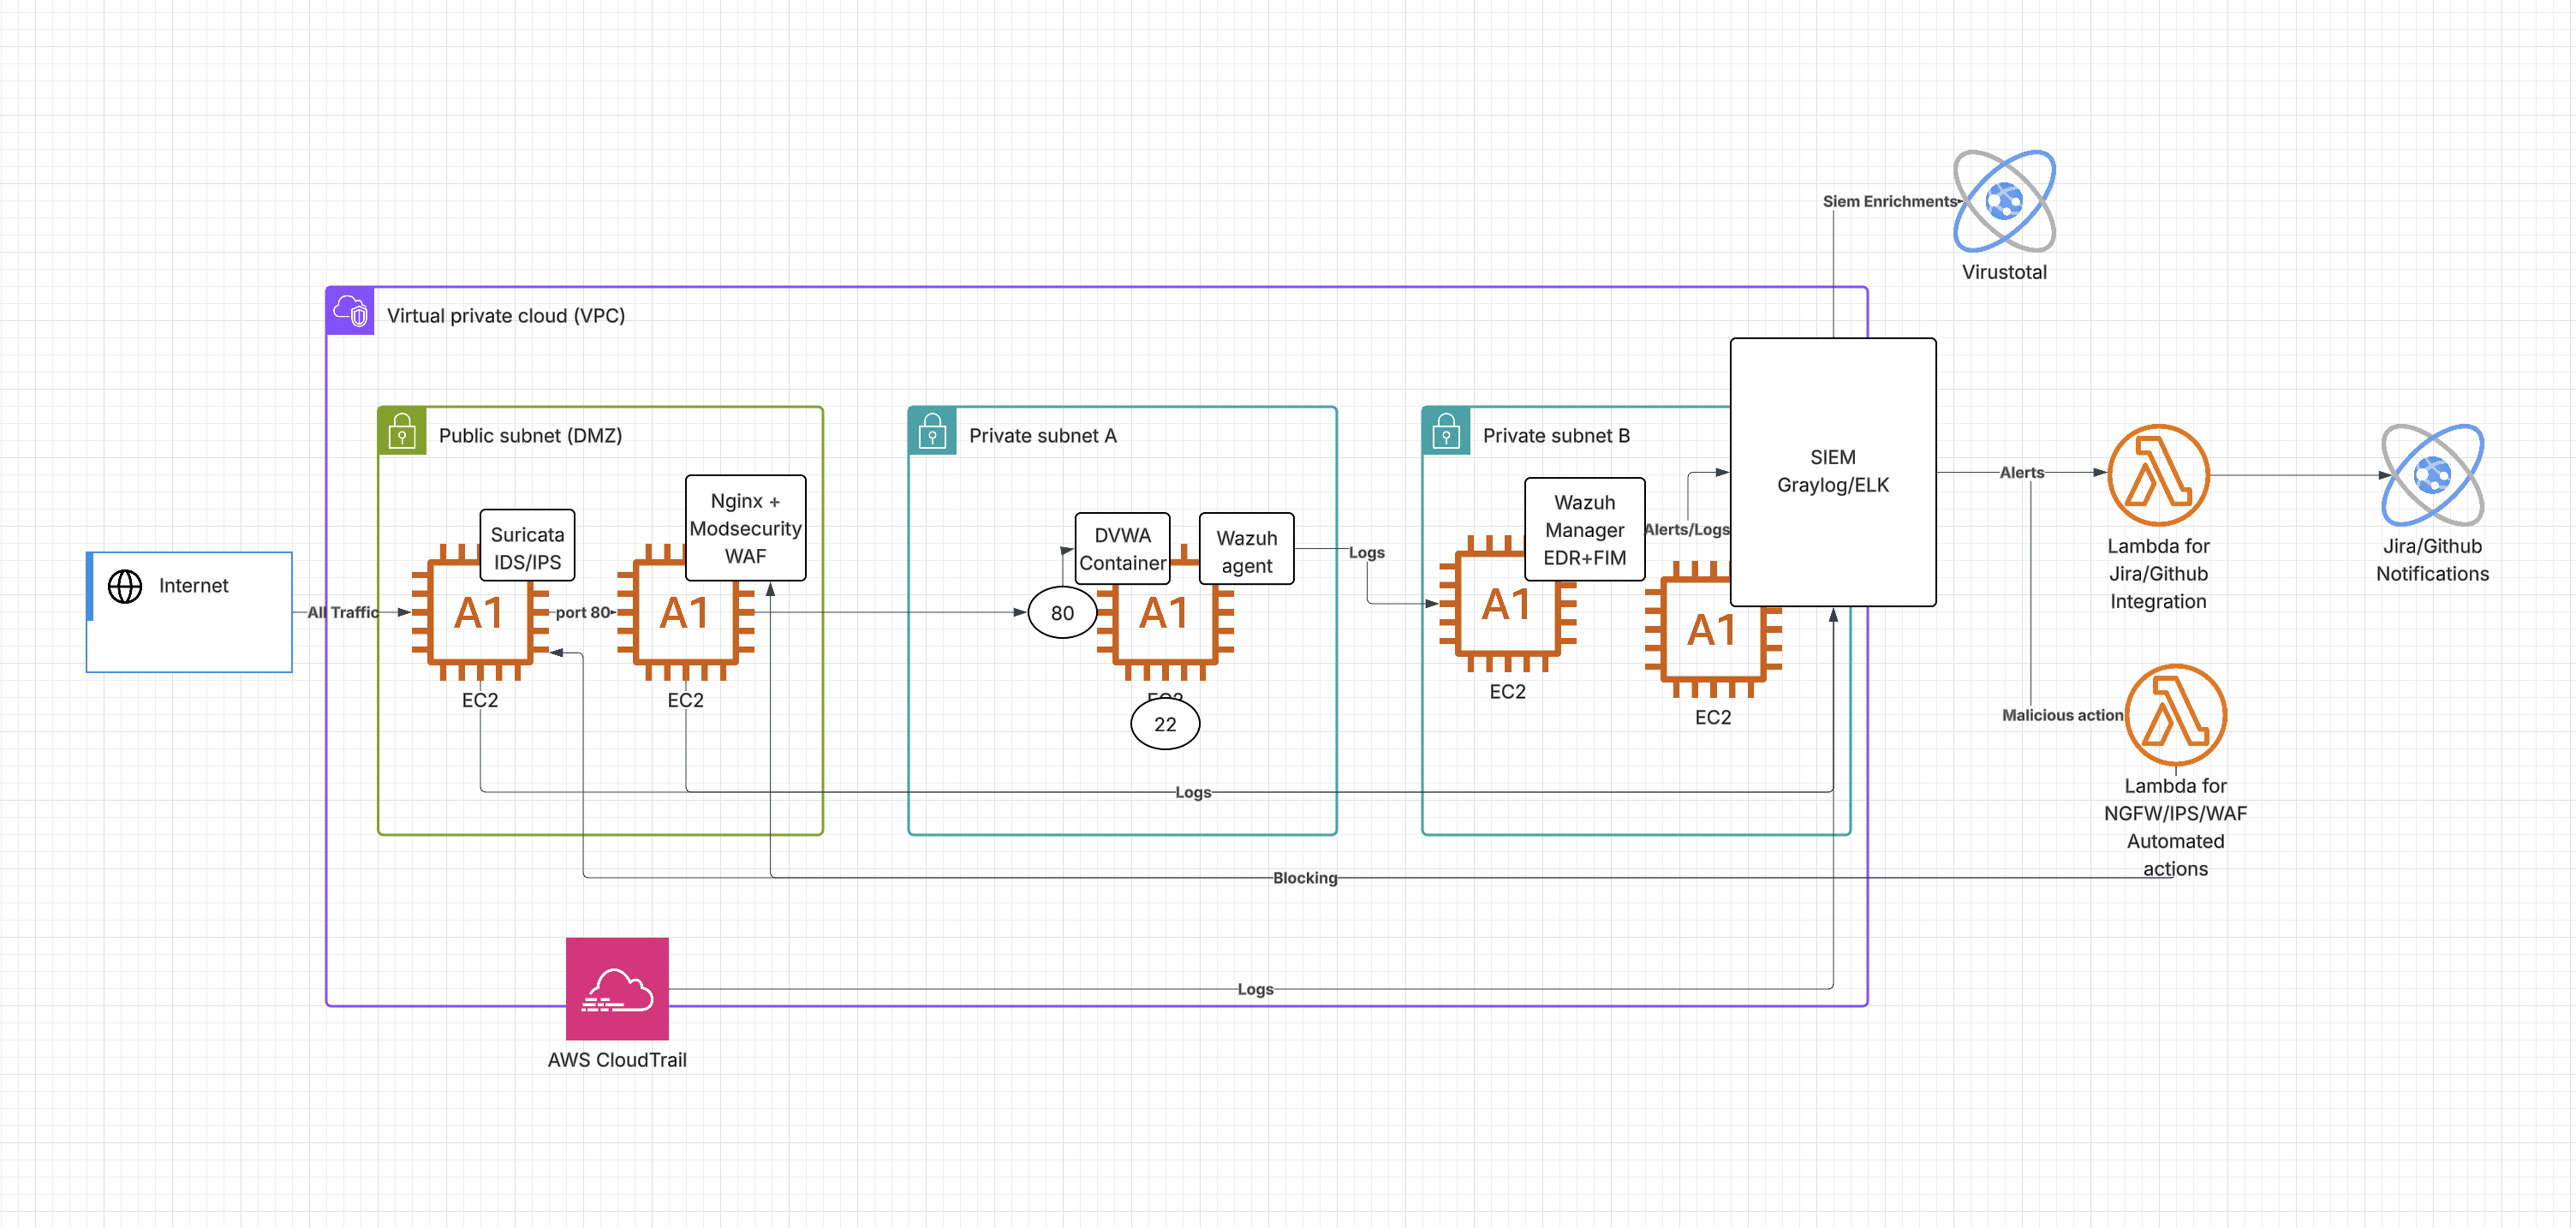 Siem Enrichments
Virustotal
Virtual private cloud (VPC)
Public subnet (DMZ)
Private subnet A
Private subnet B
SIEM
Graylog/ELK
Internet
All Traffic
A1
Suricata
IDS/IPS
EC2
port 80
A1
Nginx +
Modsecurity
WAF
EC2
80
DVWA
Container
A1
Wazuh
agent
EC2
22
Logs
A1
Wazuh
Manager
EDR+FIM
EC2
Alerts/Logs
A1
EC2
Alerts
Lambda for
Jira/Github
Integration
Jira/Github
Notifications
Malicious action
Lambda for
NGFW/IPS/WAF
Automated
actions
Logs
Blocking
Logs
AWS CloudTrail